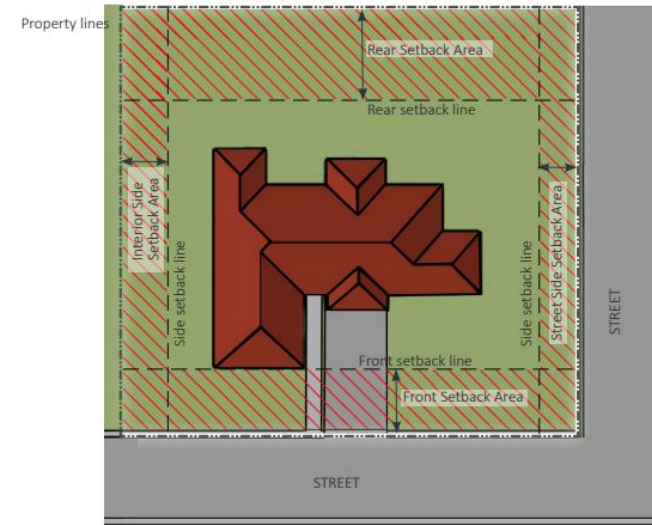 Property lines
Rear Setback Area
Rear setback line
Interior Side
Setback Area
Side setback line
Side setback line
Street Side Setback Area
STREET
Front setback line
Front Setback Area
STREET